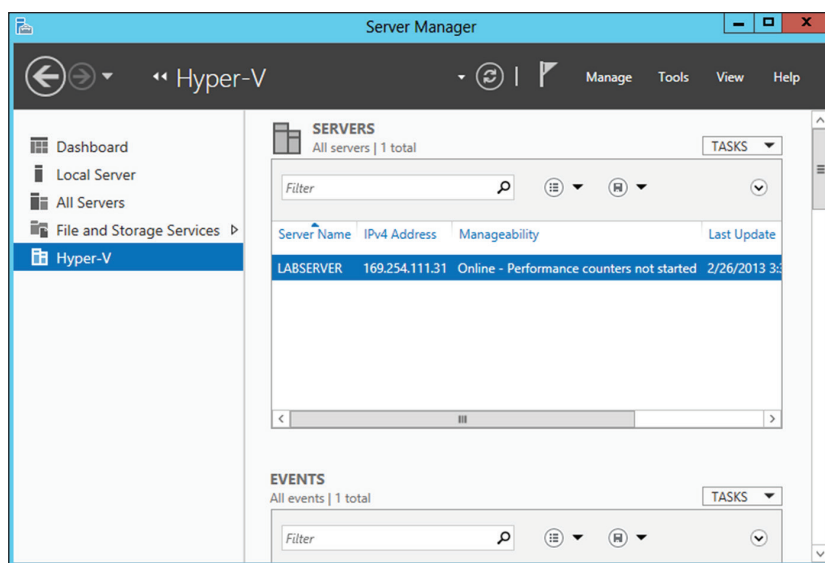 Server Manager
Hyper-V
Manage Tools View Help
Dashboard
Local Server
All Servers
File and Storage Services
Hyper-V
SERVERS
All servers | 1 total
TASKS
Filter
Server Name IPv4 Address Manageability Last Update
LABSERVER 169.254.111.31 Online - Performance counters not started 2/26/2013 3:3
EVENTS
All events | 1 total
TASKS
Filter